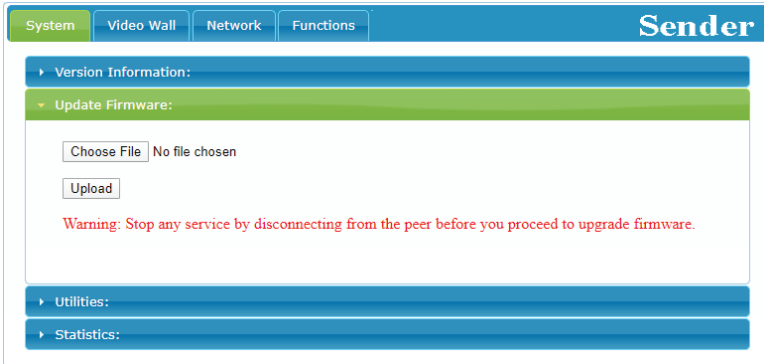 System Video Wall Network Functions Sender
Version Information:
Update Firmware:
Choose File No file chosen
Upload
Warning: Stop any service by disconnecting from the peer before you proceed to upgrade firmware.
Utilities:
Statistics: